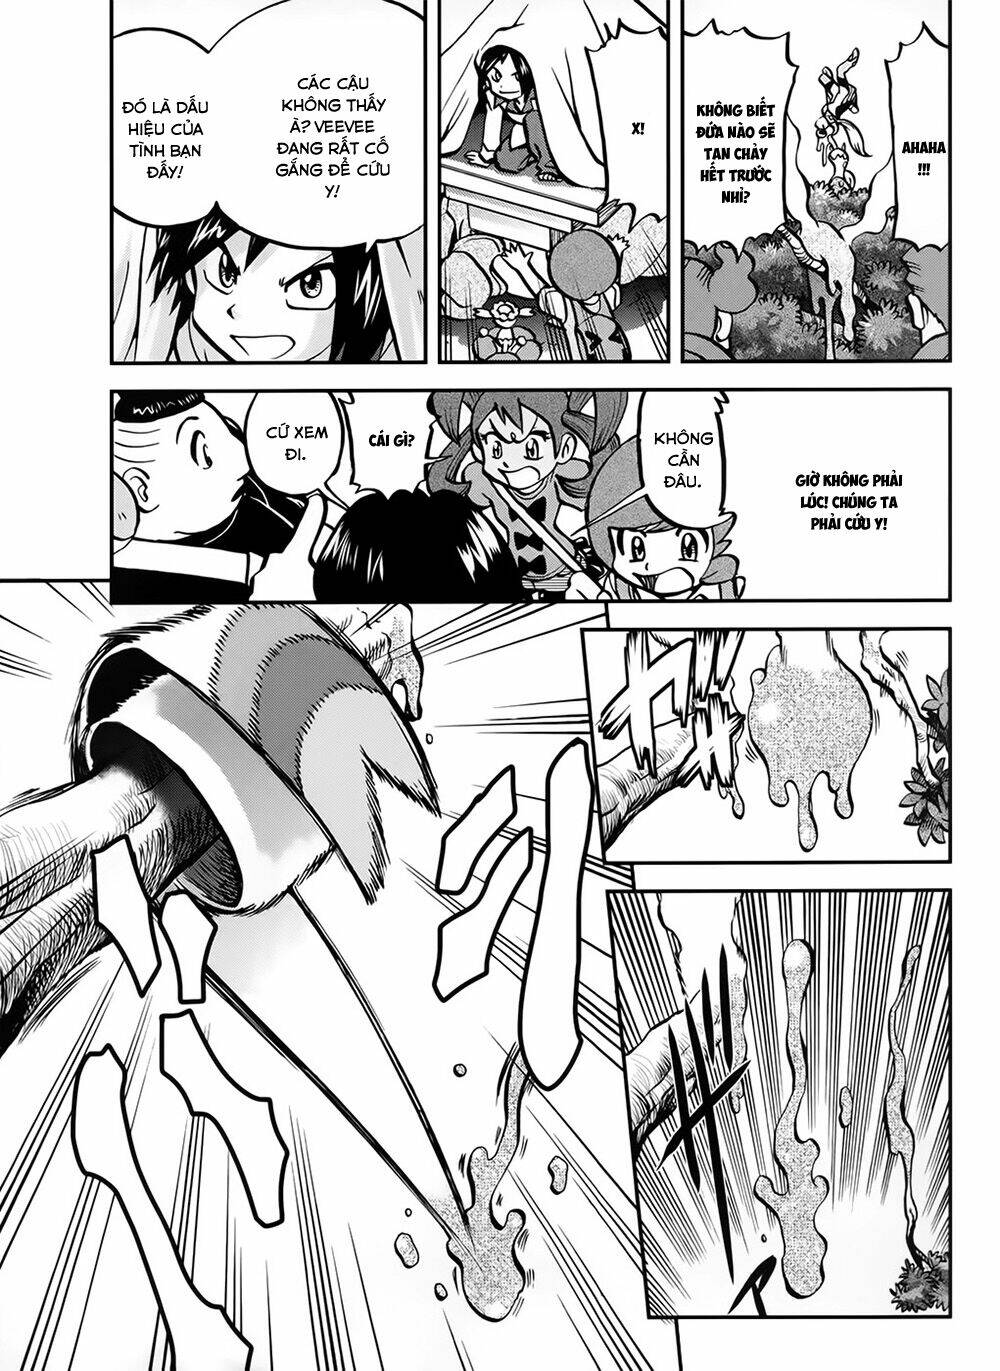 AHAHA
!!!
KHÔNG BIẾT
ĐỨA NÀO SẼ
TAN CHẢY
HẾT TRƯỚC
NHỈ?
X!
CÁC CẬU
KHÔNG THẤY
À? VEEVEE
ĐANG RẤT CỐ
GẮNG ĐỂ CỨU
Y!
ĐÓ LÀ DẤU
HIỆU CỦA
TÌNH BẠN
ĐẤY!
GIỜ KHÔNG PHẢI
LÚC! CHÚNG TA
PHẢI CỨU Y!
KHÔNG
CẦN
ĐÂU.
CÁI GÌ?
CỨ XEM
ĐI.